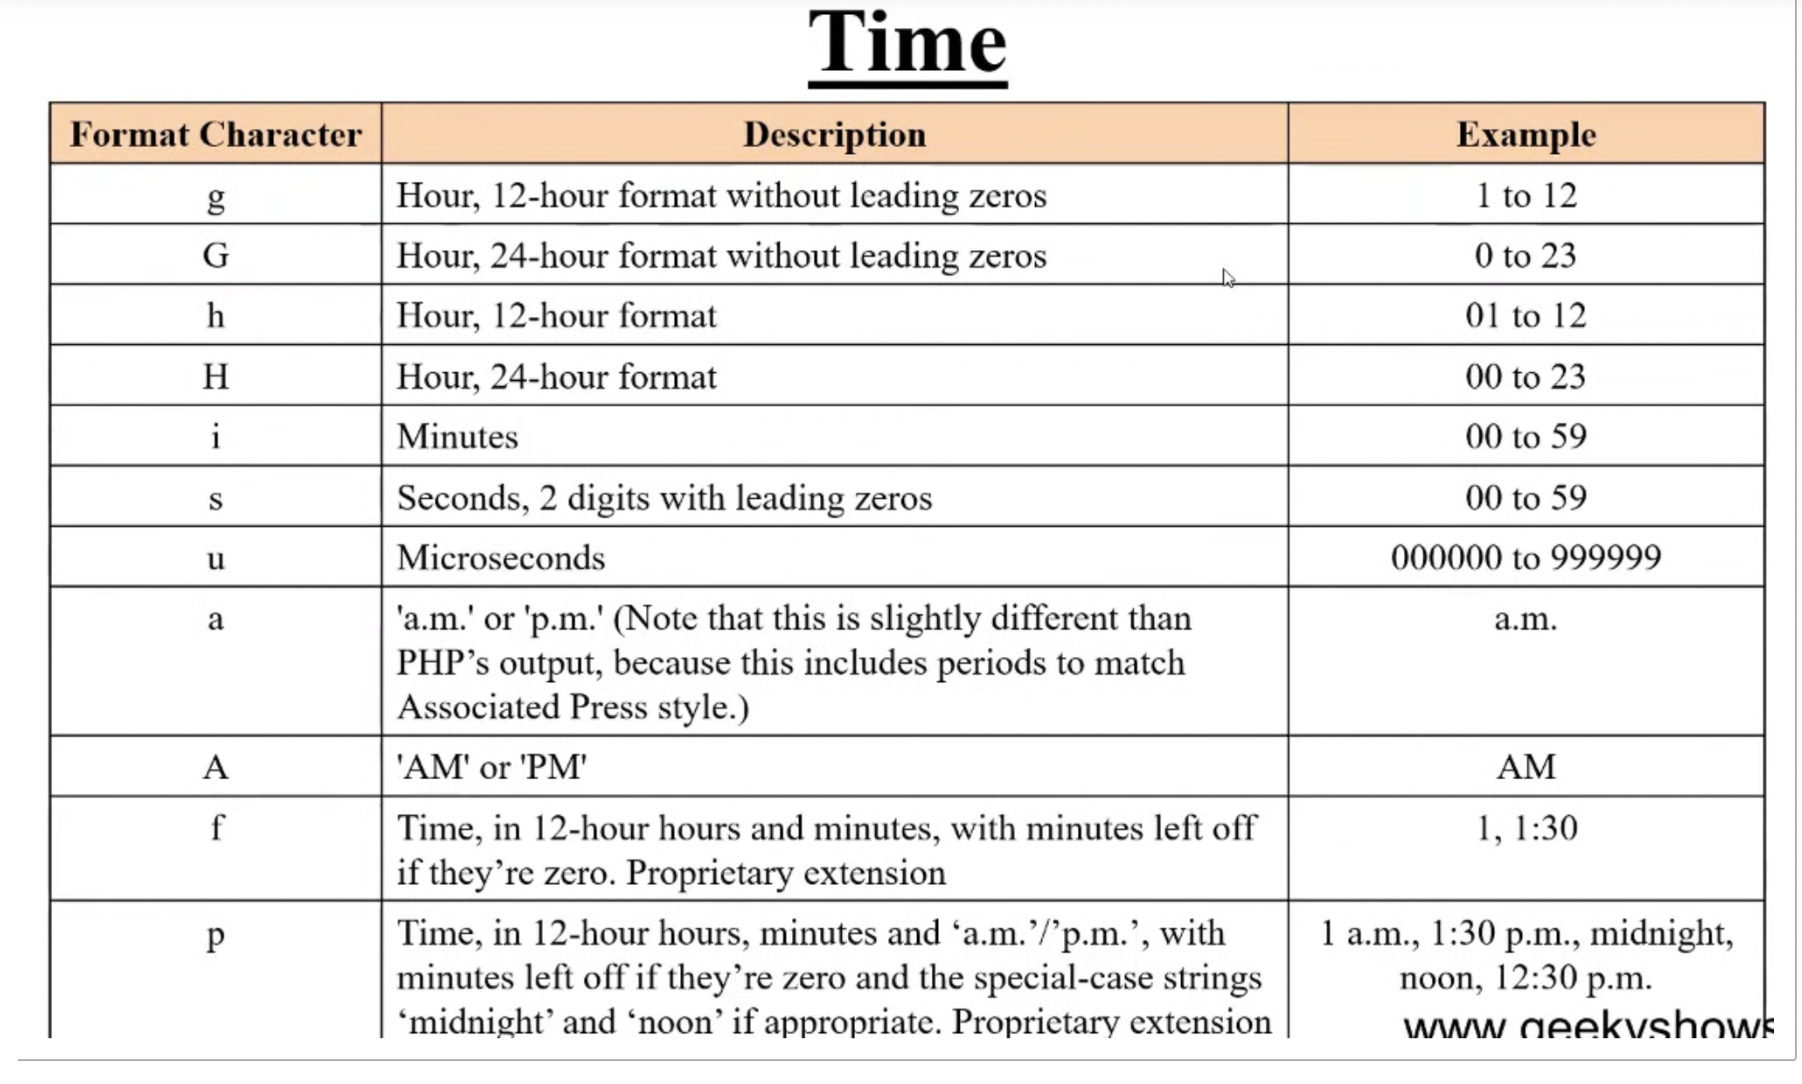 Time
Format Character Description Example
g Hour, 12-hour format without leading zeros 1 to 12
G Hour, 24-hour format without leading zeros 0 to 23
h Hour, 12-hour format 01 to 12
H Hour, 24-hour format 00 to 23
i Minutes 00 to 59
s Seconds, 2 digits with leading zeros 00 to 59
u Microseconds 000000 to 999999
a 'a.m.' or 'p.m.' (Note that this is slightly different than a.m.
PHP’s output, because this includes periods to match
Associated Press style.)
A 'AM' or 'PM' AM
f Time, in 12-hour hours and minutes, with minutes left off 1, 1:30
if they’re zero. Proprietary extension
p Time, in 12-hour hours, minutes and ‘a.m.’/’p.m.’, with 1 a.m., 1:30 p.m., midnight,
minutes left off if they’re zero and the special-case strings noon, 12:30 p.m.
‘midnight’ and ‘noon’ if appropriate. Proprietary extension www.geekyshows